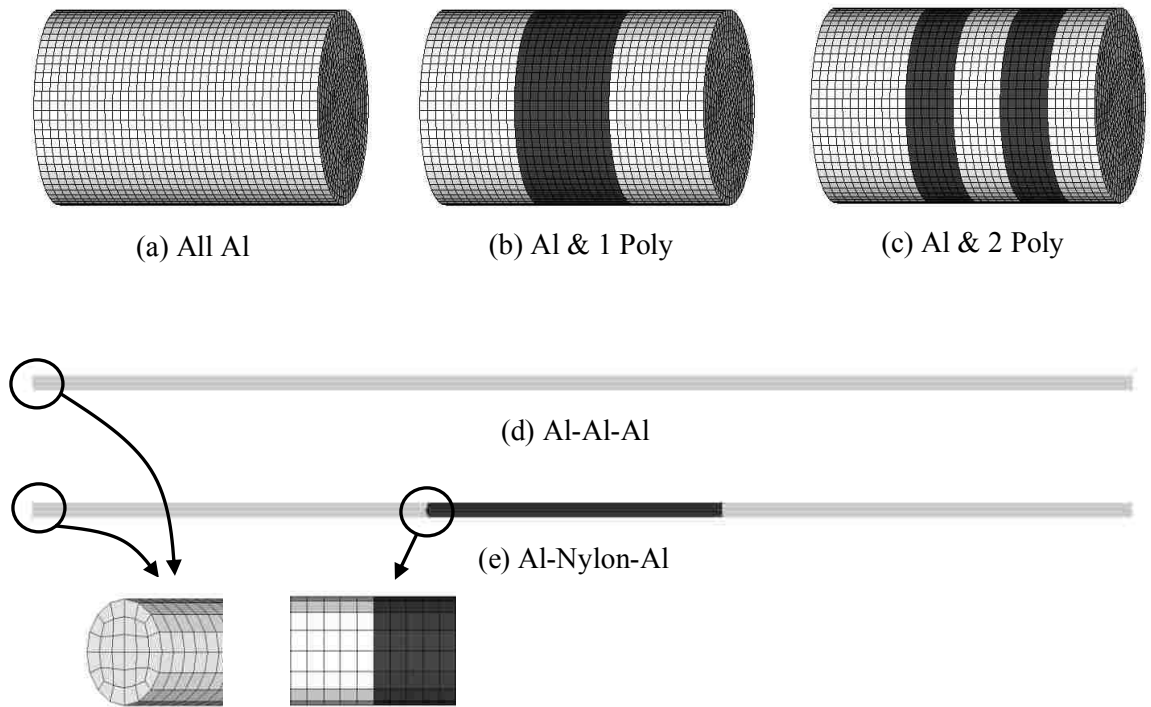 (a) All Al
(b) Al & 1 Poly
(c) Al & 2 Poly
(d) Al-Al-Al
(e) Al-Nylon-Al